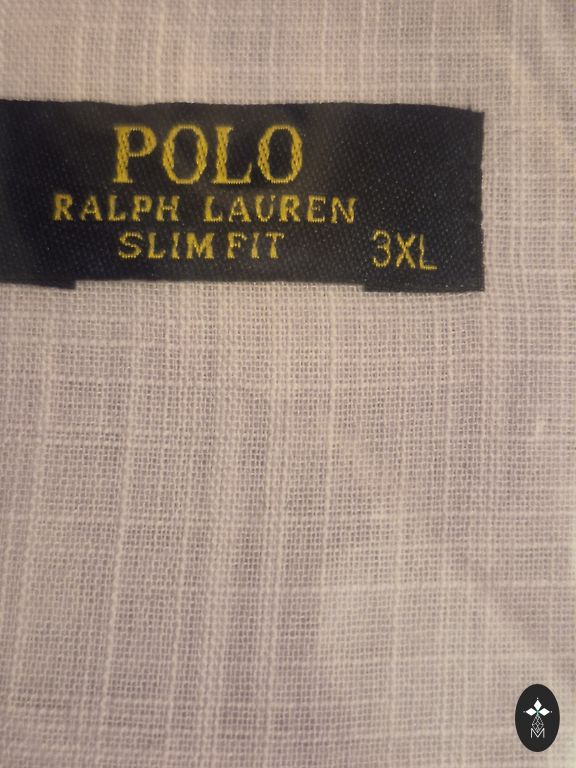 POLO
RALPH LAUREN
SLIM FIT 3XL
M